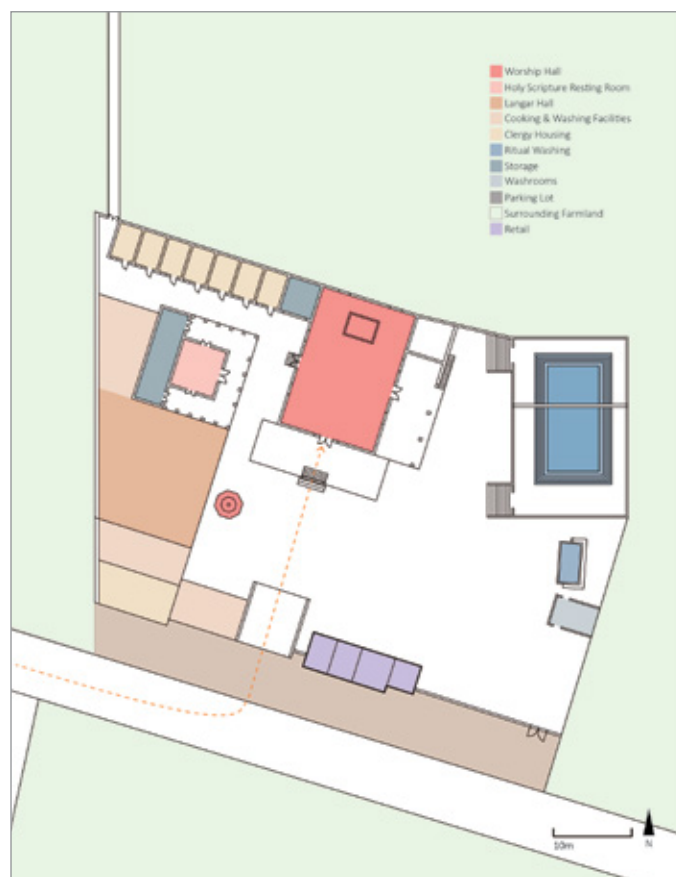 Worship Hall
Holy Scripture Resting Room
Langar Hall
Cooking & Washing Facilities
Clergy Housing
Ritual Washing
Storage
Washrooms
Parking Lot
Surrounding Farmland
Retail
10m
N